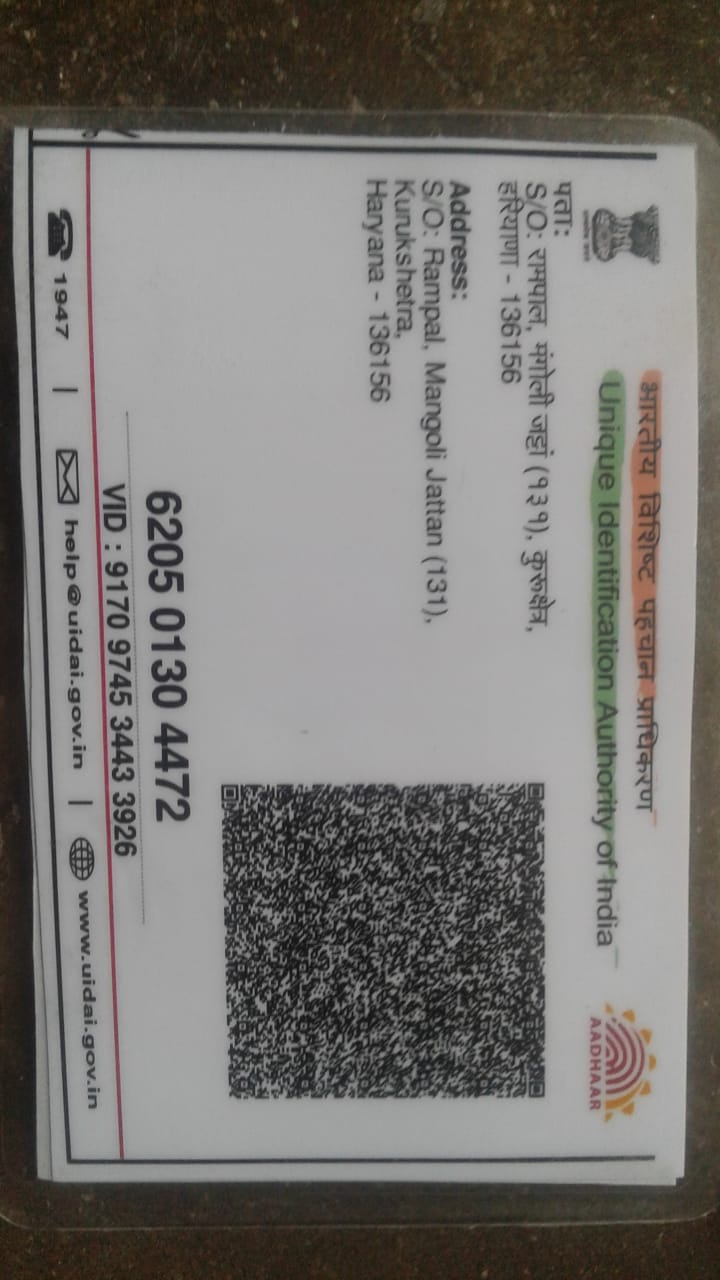 भारतीय विशिष्ट पहचान प्राधिकरण
Unique Identification Authority of India
AADHAAR
पता:
S/O: रामपाल, मंगोली जट्टां (१३१), कुरूक्षेत्र,
हरियाणा - 136156
Address:
S/O: Rampal, Mangoli Jattan (131),
Kurukshetra,
Haryana - 136156
6205 0130 4472
VID : 9170 9745 3443 3926
1947 | help@uidai.gov.in | www.uidai.gov.in